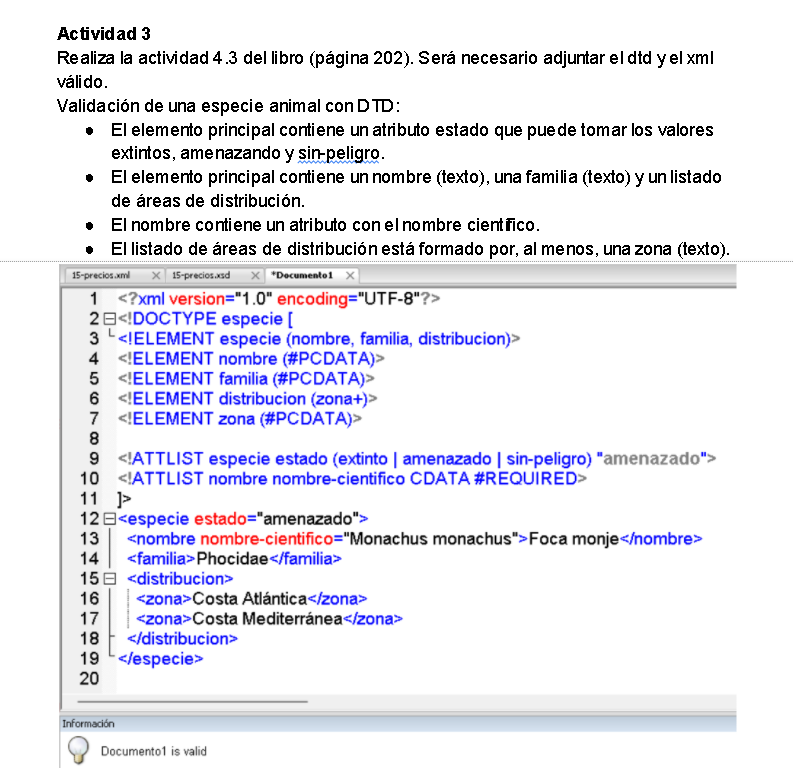 Actividad 3
Realiza la actividad 4.3 del libro (página 202). Será necesario adjuntar el dtd y el xml
válido.
Validación de una especie animal con DTD:
● El elemento principal contiene un atributo estado que puede tomar los valores
extintos, amenazando y sin-peligro.
● El elemento principal contiene un nombre (texto), una familia (texto) y un listado
de áreas de distribución.
● El nombre contiene un atributo con el nombre científico.
● El listado de áreas de distribución está formado por, al menos, una zona (texto).
15-precios.xml 15-precios.xsd *Documento1
1 <?xml version="1.0" encoding="UTF-8"?>
2 <!DOCTYPE especie [
3 <!ELEMENT especie (nombre, familia, distribucion)>
4 <!ELEMENT nombre (#PCDATA)>
5 <!ELEMENT familia (#PCDATA)>
6 <!ELEMENT distribucion (zona+)>
7 <!ELEMENT zona (#PCDATA)>
8
9 <!ATTLIST especie estado (extinto | amenazado | sin-peligro) "amenazado">
10 <!ATTLIST nombre nombre-cientifico CDATA #REQUIRED>
11 ]>
12 <especie estado="amenazado">
13 <nombre nombre-cientifico="Monachus monachus">Foca monje</nombre>
14 <familia>Phocidae</familia>
15 <distribucion>
16 <zona>Costa Atlántica</zona>
17 <zona>Costa Mediterránea</zona>
18 </distribucion>
19 </especie>
20
Información
Documento1 is valid